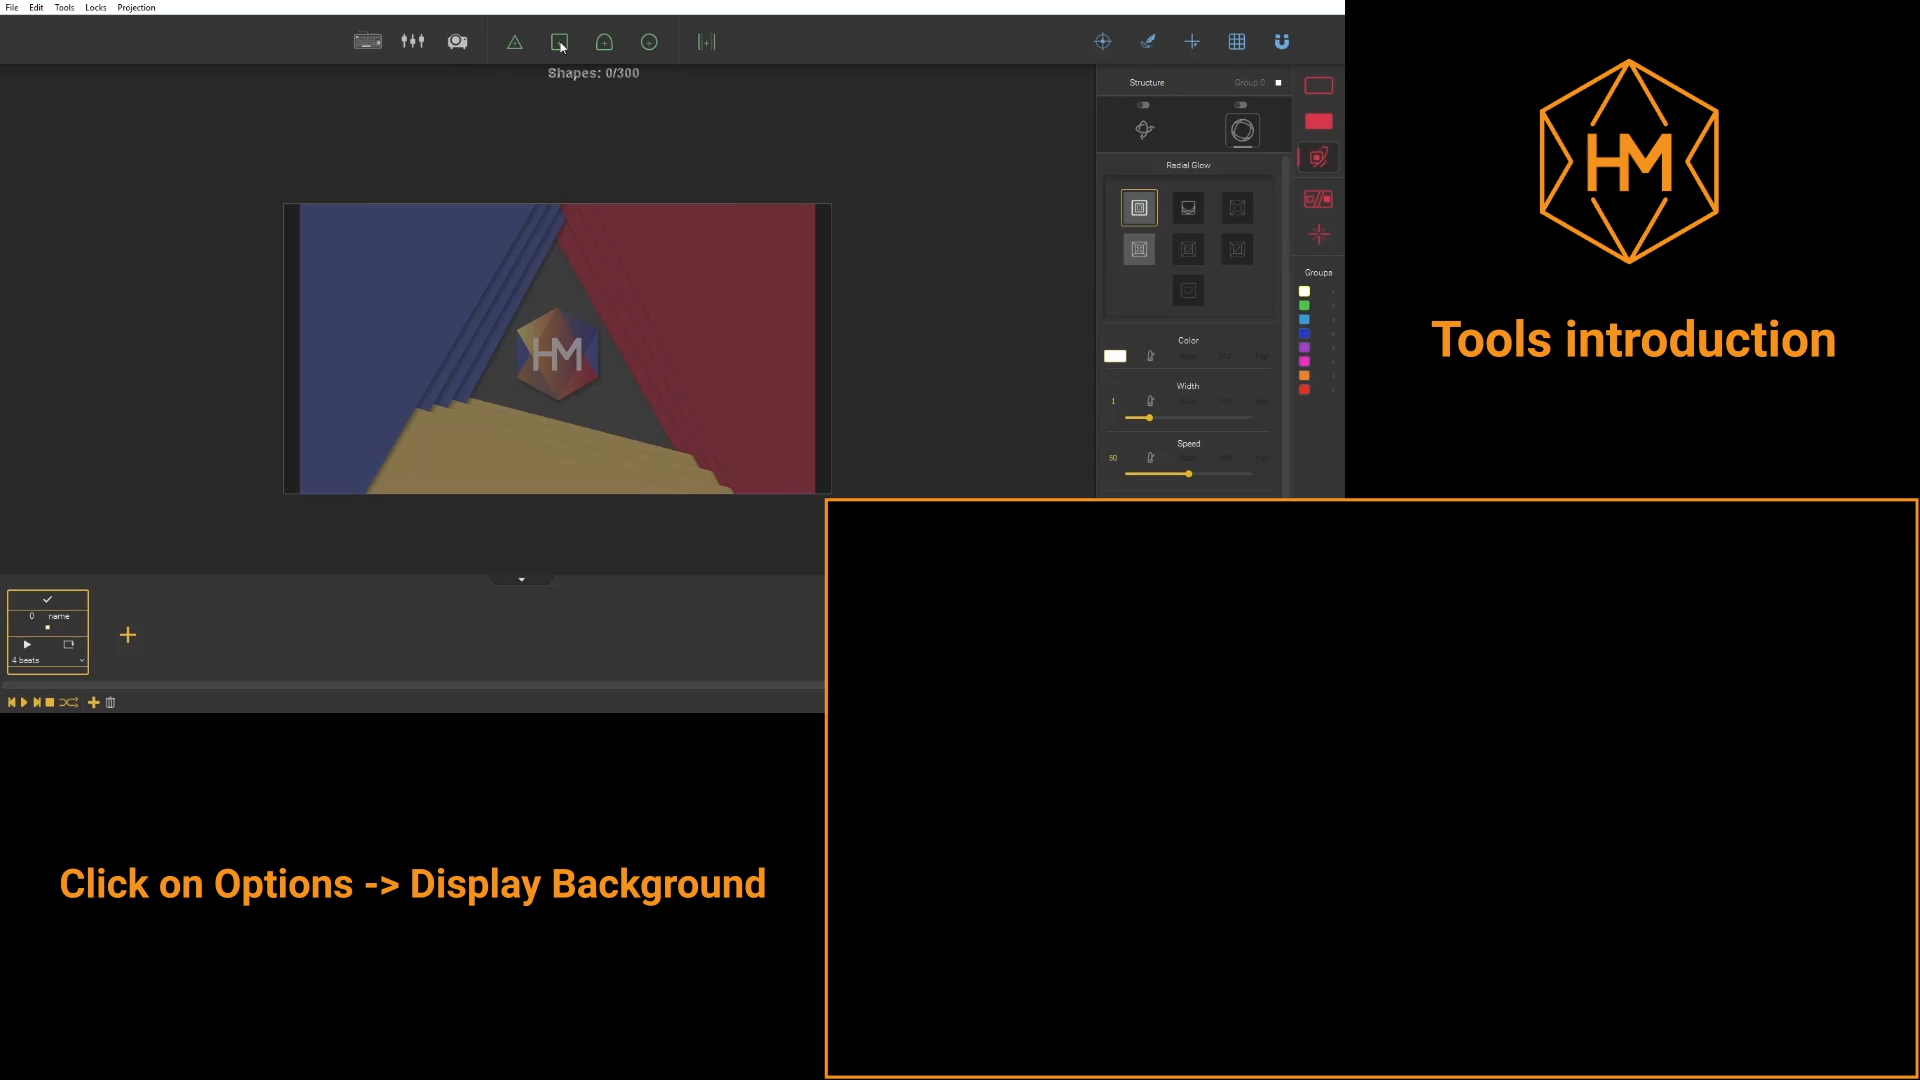 File Edit Tools Locks Projection
Shapes: 0/300
Structure Group 0
Radial Glow
Color
Width
1
Speed
50
Groups
HM
HM
Tools introduction
0 name
4 beats
Click on Options -> Display Background